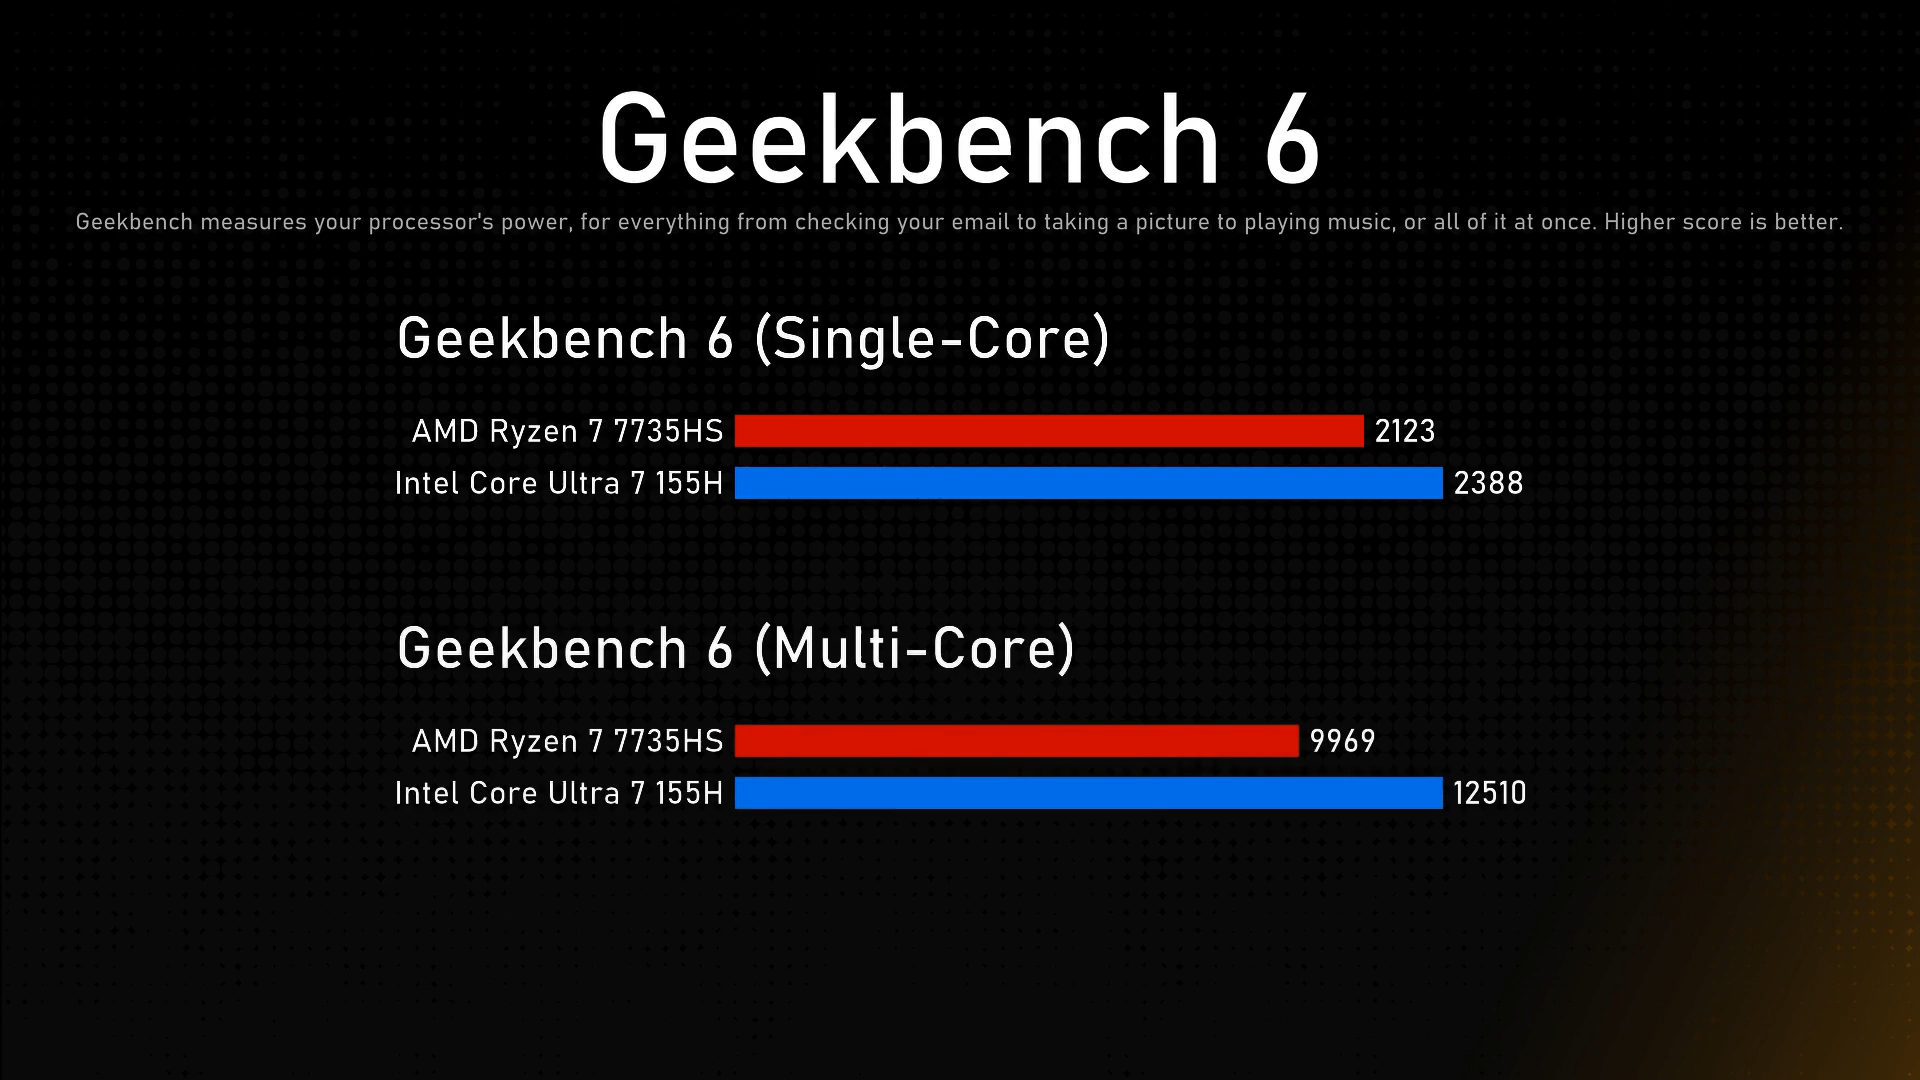 Geekbench 6
Geekbench measures your processor's power, for everything from checking your email to taking a picture to playing music, or all of it at once. Higher score is better.
Geekbench 6 (Single-Core)
AMD Ryzen 7 7735HS 2123
Intel Core Ultra 7 155H 2388
Geekbench 6 (Multi-Core)
AMD Ryzen 7 7735HS 9969
Intel Core Ultra 7 155H 12510